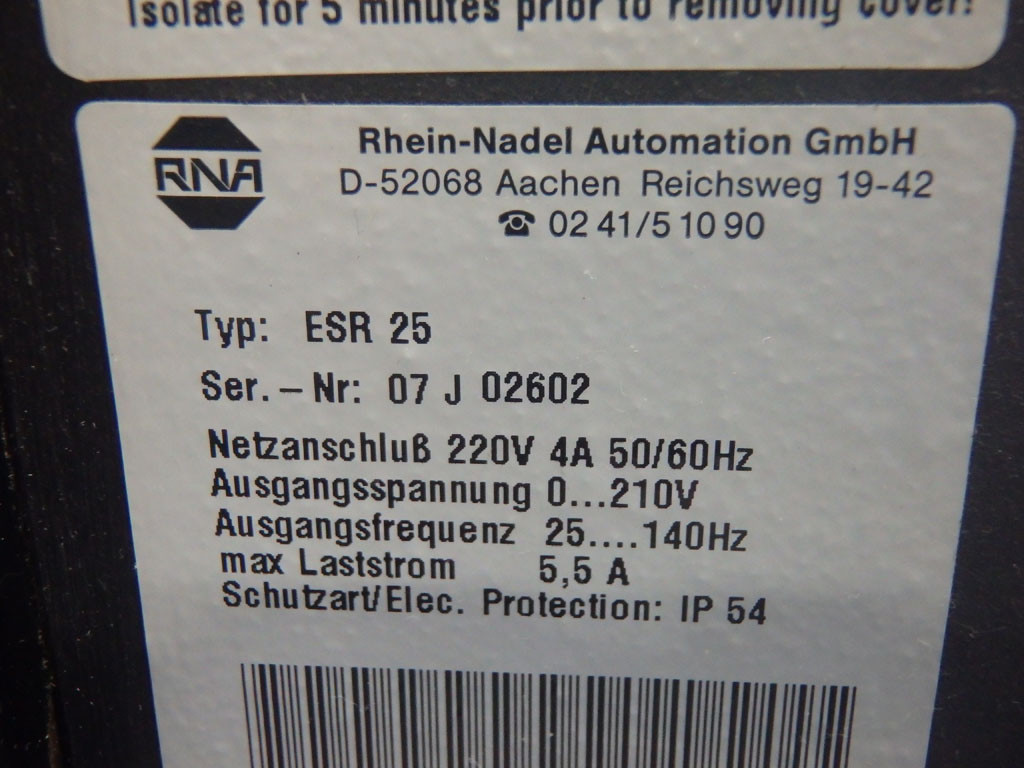 Isolate for 5 minutes prior to removing cover!
RNA
Rhein-Nadel Automation GmbH
D-52068 Aachen Reichsweg 19-42
☎ 02 41/5 10 90
Typ: ESR 25
Ser. – Nr: 07 J 02602
Netzanschluß 220V 4A 50/60Hz
Ausgangsspannung 0...210V
Ausgangsfrequenz 25....140Hz
max Laststrom 5,5 A
Schutzart/Elec. Protection: IP 54